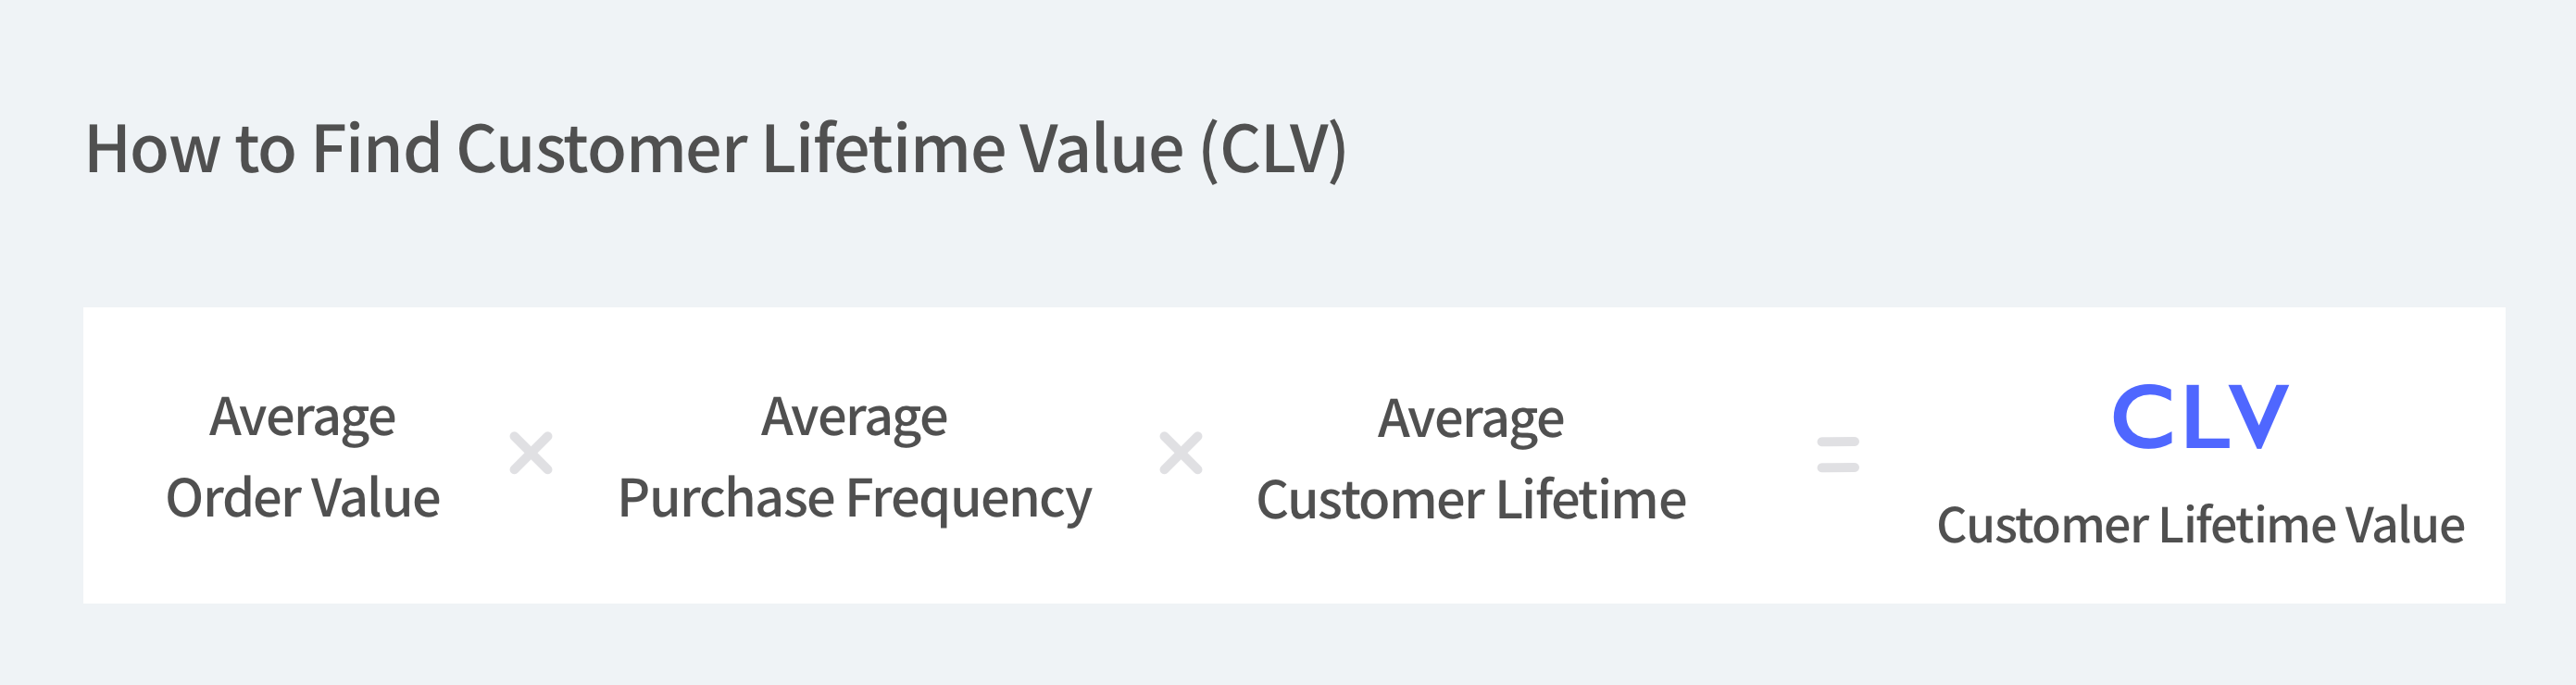 How to Find Customer Lifetime Value (CLV)
Average
Order Value
×
Average
Purchase Frequency
×
Average
Customer Lifetime
=
CLV
Customer Lifetime Value